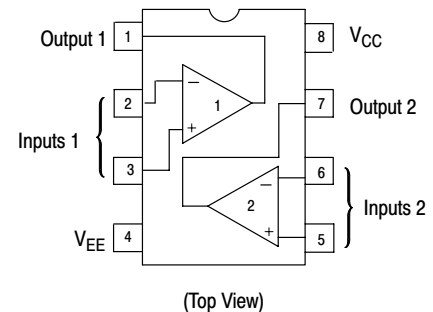 Output 1
1
8
VCC
2
−
1
+
7
Output 2
Inputs 1
3
6
−
2
+
Inputs 2
VEE
4
5
(Top View)